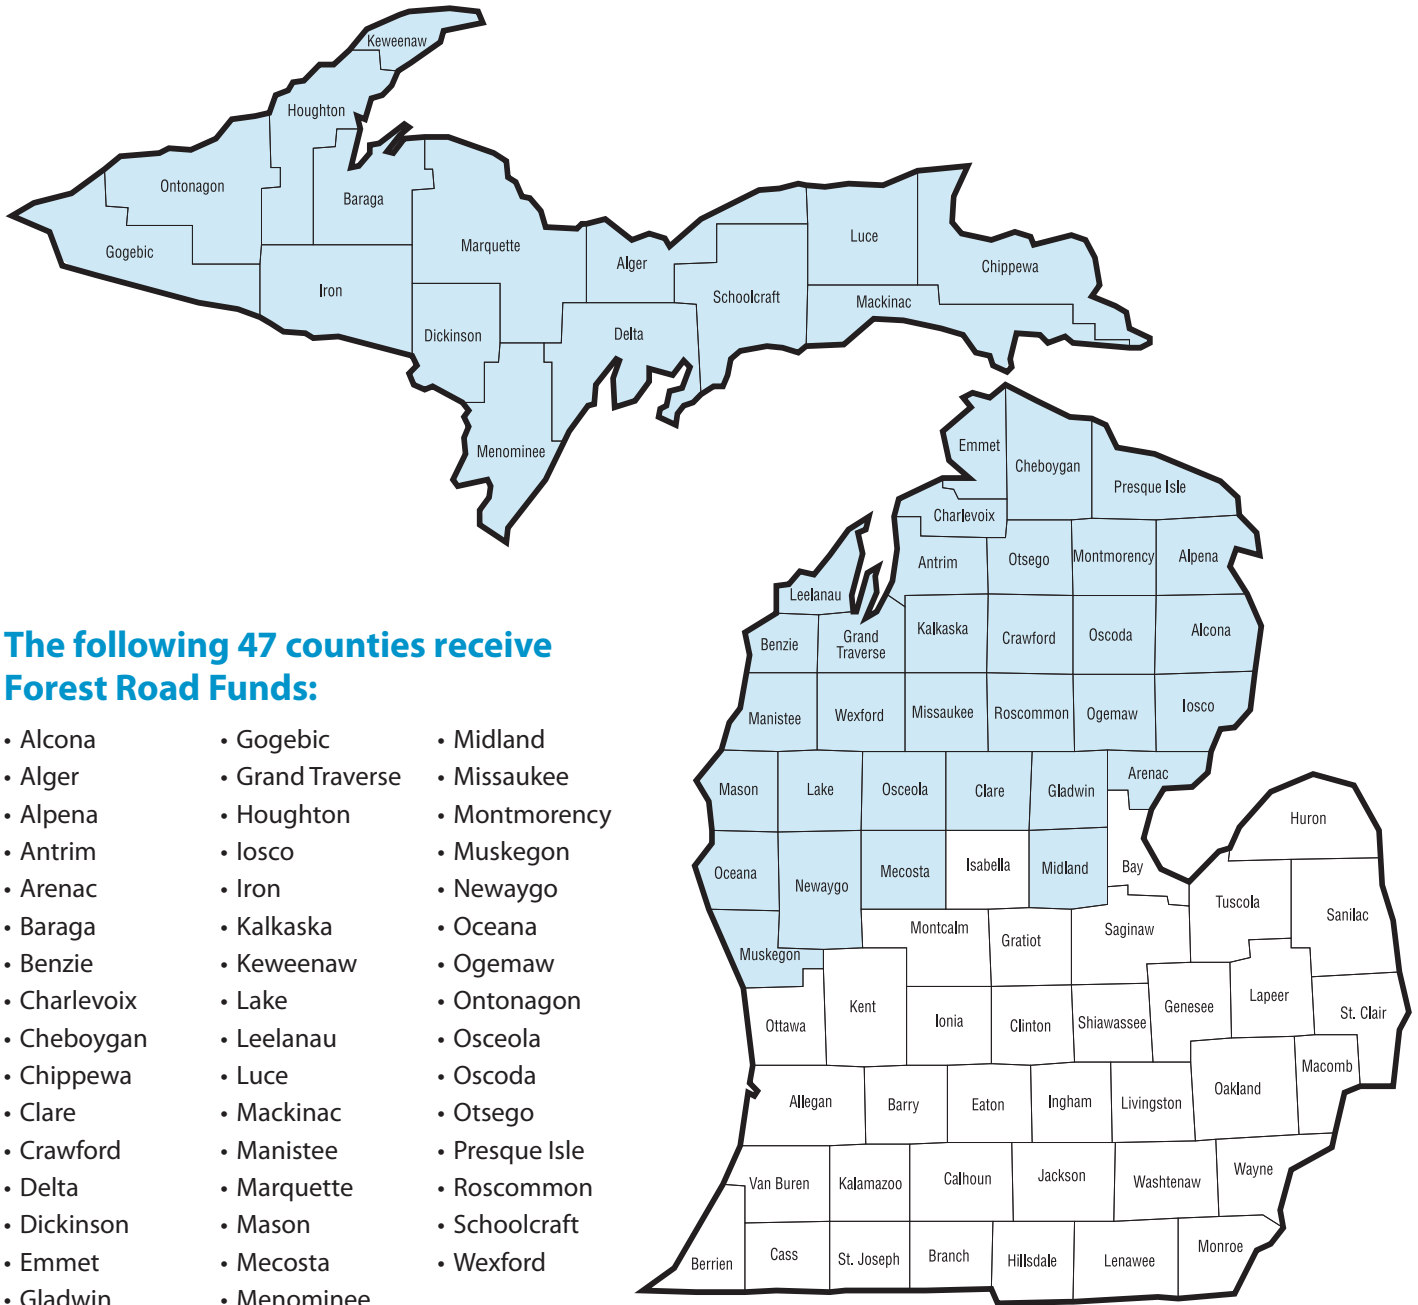 Keweenaw
Houghton
Ontonagon
Baraga
Gogebic
Marquette
Iron
Alger
Luce
Chippewa
Schoolcraft
Mackinac
Dickinson
Delta
Menominee
Emmet
Cheboygan
Presque Isle
Charlevoix
Antrim
Otsego
Montmorency
Alpena
Leelanau
Benzie
Grand
Traverse
Kalkaska
Crawford
Oscoda
Alcona
Manistee
Wexford
Missaukee
Roscommon
Ogemaw
Iosco
Mason
Lake
Osceola
Clare
Gladwin
Arenac
Huron
Oceana
Newaygo
Mecosta
Isabella
Midland
Bay
Tuscola
Sanilac
Muskegon
Montcalm
Gratiot
Saginaw
Ottawa
Kent
Ionia
Clinton
Shiawassee
Genesee
Lapeer
St. Clair
Allegan
Barry
Eaton
Ingham
Livingston
Oakland
Macomb
Van Buren
Kalamazoo
Calhoun
Jackson
Washtenaw
Wayne
Berrien
Cass
St. Joseph
Branch
Hillsdale
Lenawee
Monroe
The following 47 counties receive
Forest Road Funds:
• Alcona
• Alger
• Alpena
• Antrim
• Arenac
• Baraga
• Benzie
• Charlevoix
• Cheboygan
• Chippewa
• Clare
• Crawford
• Delta
• Dickinson
• Emmet
• Gladwin
• Gogebic
• Grand Traverse
• Houghton
• Iosco
• Iron
• Kalkaska
• Keweenaw
• Lake
• Leelanau
• Luce
• Mackinac
• Manistee
• Marquette
• Mason
• Mecosta
• Menominee
• Midland
• Missaukee
• Montmorency
• Muskegon
• Newaygo
• Oceana
• Ogemaw
• Ontonagon
• Osceola
• Oscoda
• Otsego
• Presque Isle
• Roscommon
• Schoolcraft
• Wexford